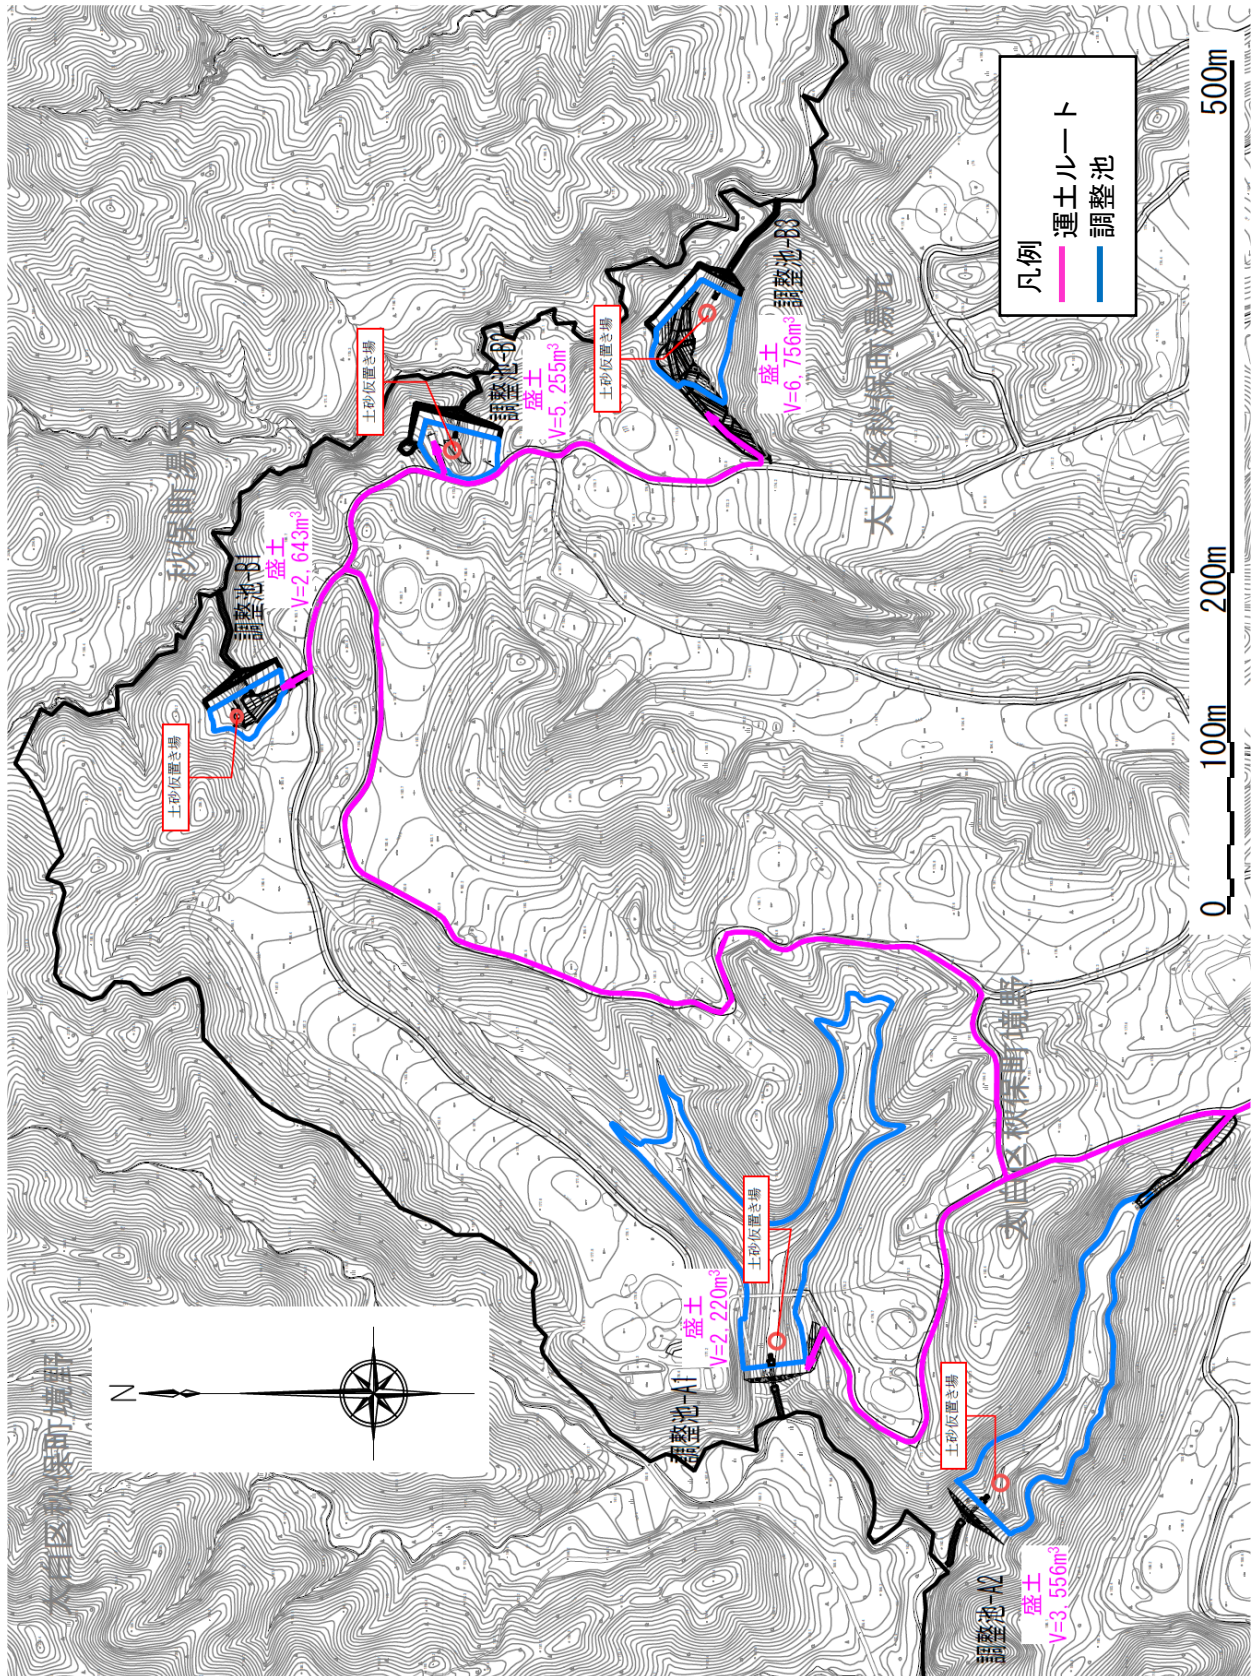 凡例
運土ルート
調整池
0
100m
200m
500m
N
太白区秋保町境野
秋保町湯元
太白区秋保町湯元
太白区秋保町境野
調整池-B1
盛土
V=2,643m³
土砂仮置き場
調整池-B2
盛土
V=5,255m³
土砂仮置き場
調整池-B3
盛土
V=6,756m³
土砂仮置き場
調整池-A1
盛土
V=2,220m³
土砂仮置き場
調整池-A2
盛土
V=3,556m³
土砂仮置き場